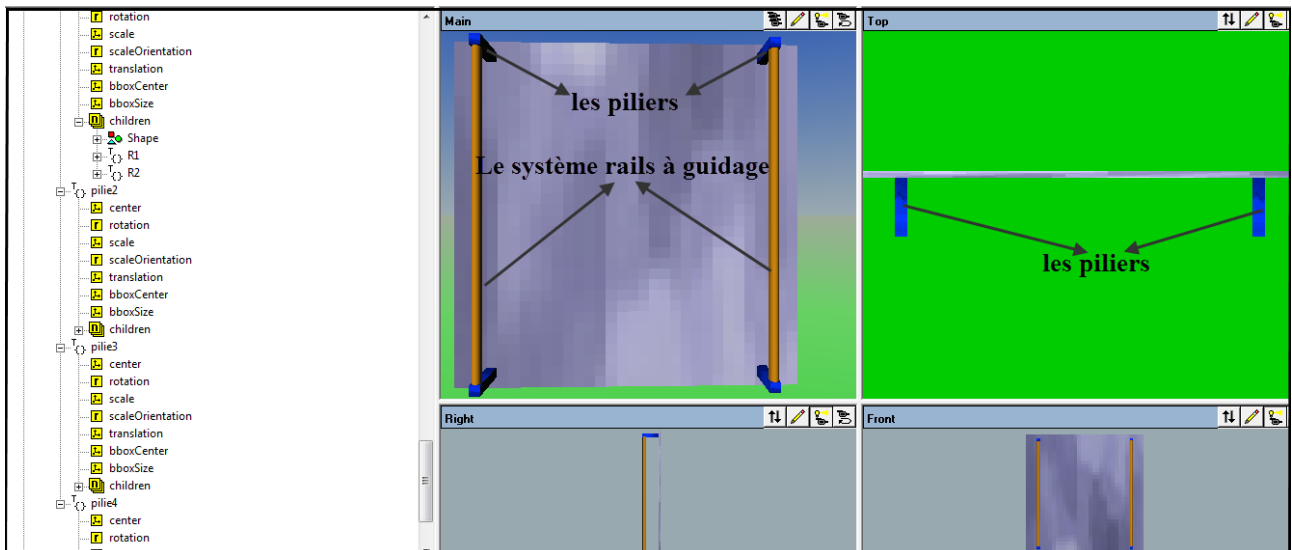 rotation
scale
scaleOrientation
translation
bboxCenter
bboxSize
children
Shape
R1
R2
pilie2
center
rotation
scale
scaleOrientation
translation
bboxCenter
bboxSize
children
pilie3
center
rotation
scale
scaleOrientation
translation
bboxCenter
bboxSize
children
pilie4
center
rotation
Main
les piliers
Le système rails à guidage
Top
les piliers
Right
Front